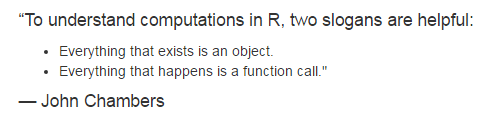 “To understand computations in R, two slogans are helpful:
• Everything that exists is an object.
• Everything that happens is a function call."
— John Chambers